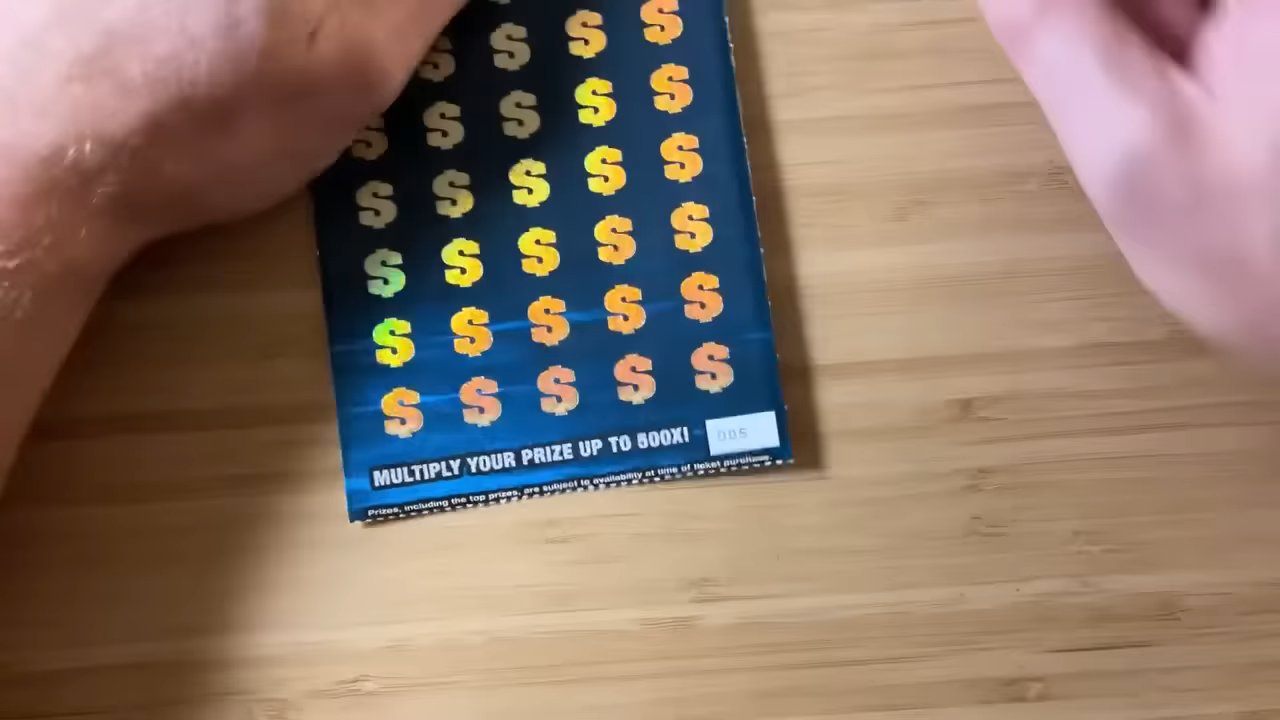 $ $ $ $
$ $ $ $
$ $ $ $ $
$ $ $ $ $
$ $ $ $ $
$ $ $ $ $
MULTIPLY YOUR PRIZE UP TO 500X!
005
Prizes, including the top prizes, are subject to availability at time of ticket purchase.